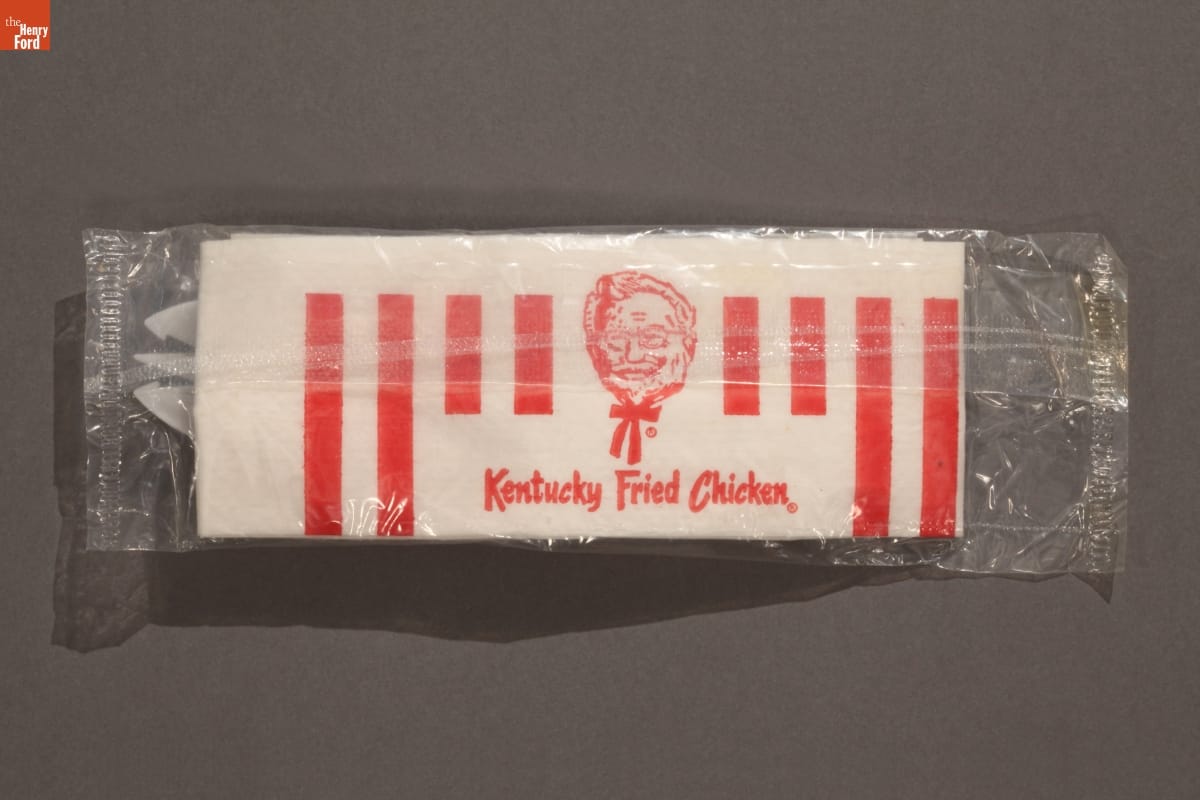 the
Henry
Ford
®
Kentucky Fried Chicken®